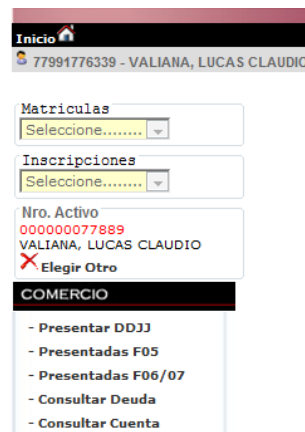 Inicio
77991776339 - VALIANA, LUCAS CLAUDIO
Matriculas
Seleccione........
Inscripciones
Seleccione........
Nro. Activo
000000077889
VALIANA, LUCAS CLAUDIO
Elegir Otro
COMERCIO
- Presentar DDJJ
- Presentadas F05
- Presentadas F06/07
- Consultar Deuda
- Consultar Cuenta